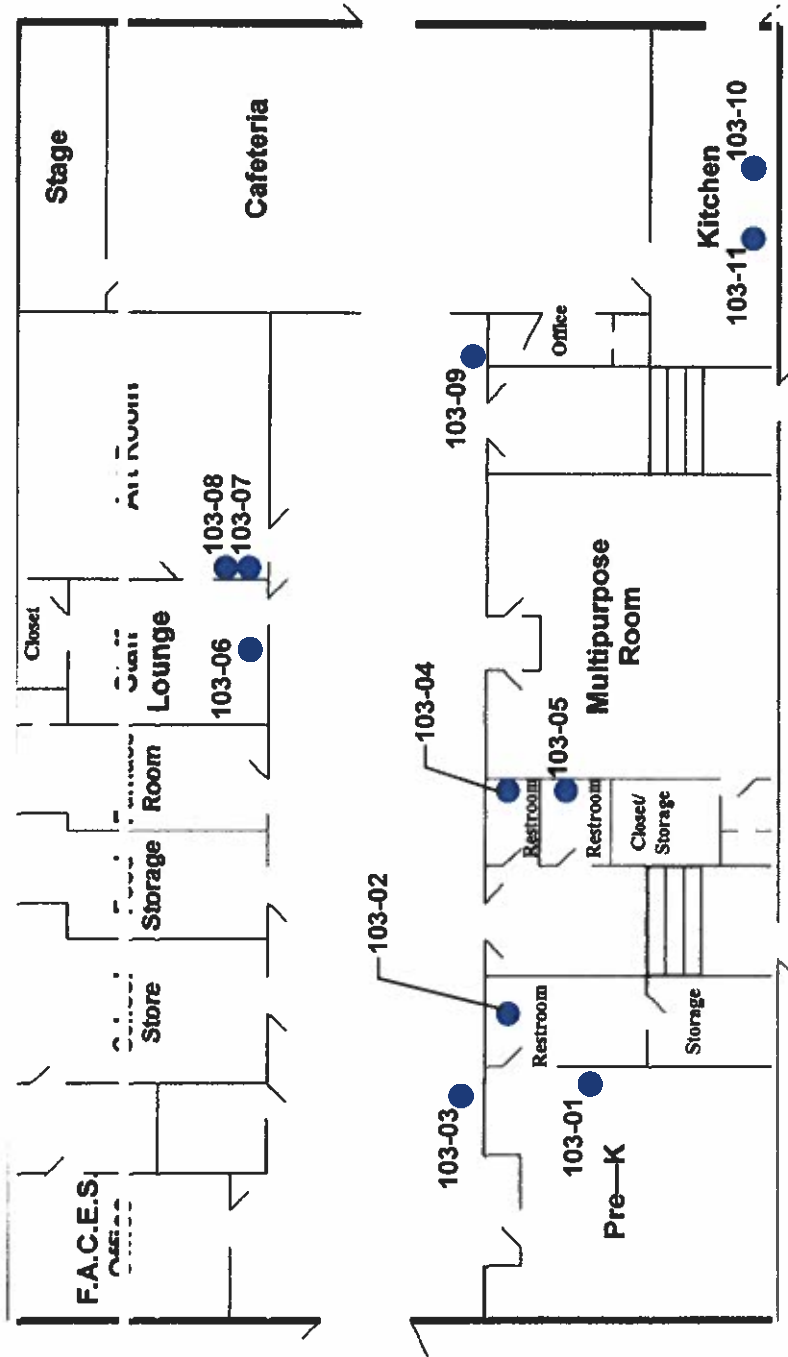 F.A.C.E.S.
Store
Storage
Room
Lounge
Closet
Stage
Cafeteria
103-06
103-08
103-07
103-03
103-02
103-04
103-09
Pre—K
103-01
Restroom
Storage
Restroom
Restroom
103-05
Closet/
Storage
Multipurpose
Room
Office
Kitchen
103-11
103-10